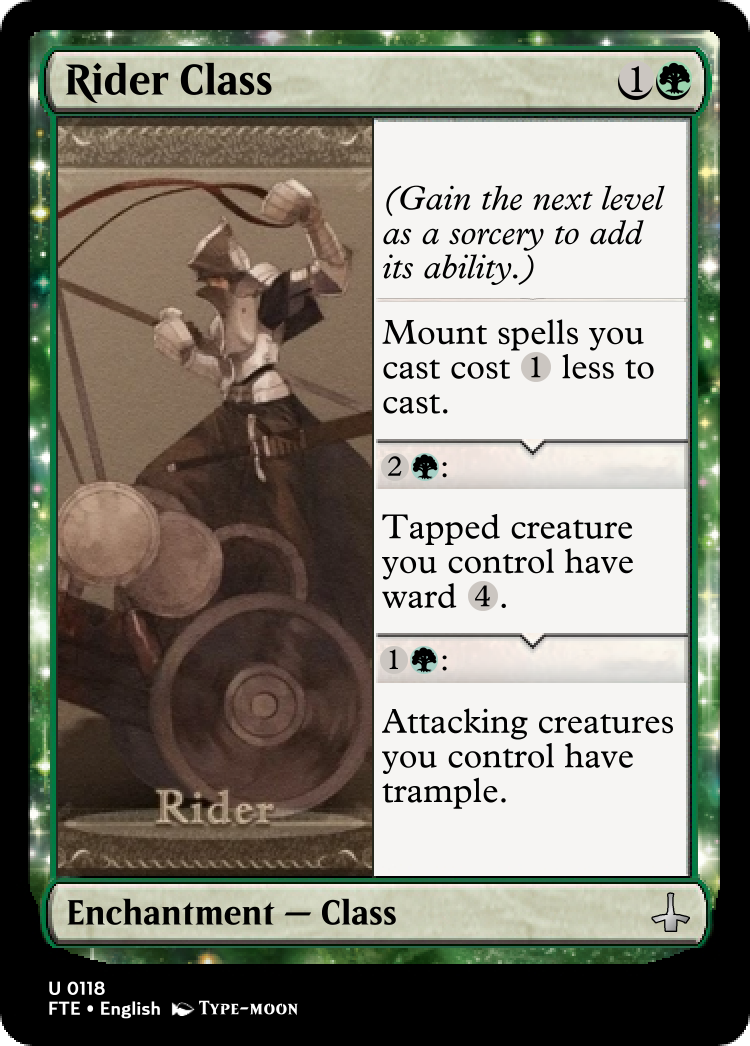 Rider Class 1
(Gain the next level
as a sorcery to add
its ability.)
Mount spells you
cast cost 1 less to
cast.
2 :
Tapped creature
you control have
ward 4.
1 :
Attacking creatures
you control have
trample.
Rider
Enchantment — Class
U 0118
FTE • English TYPE-MOON